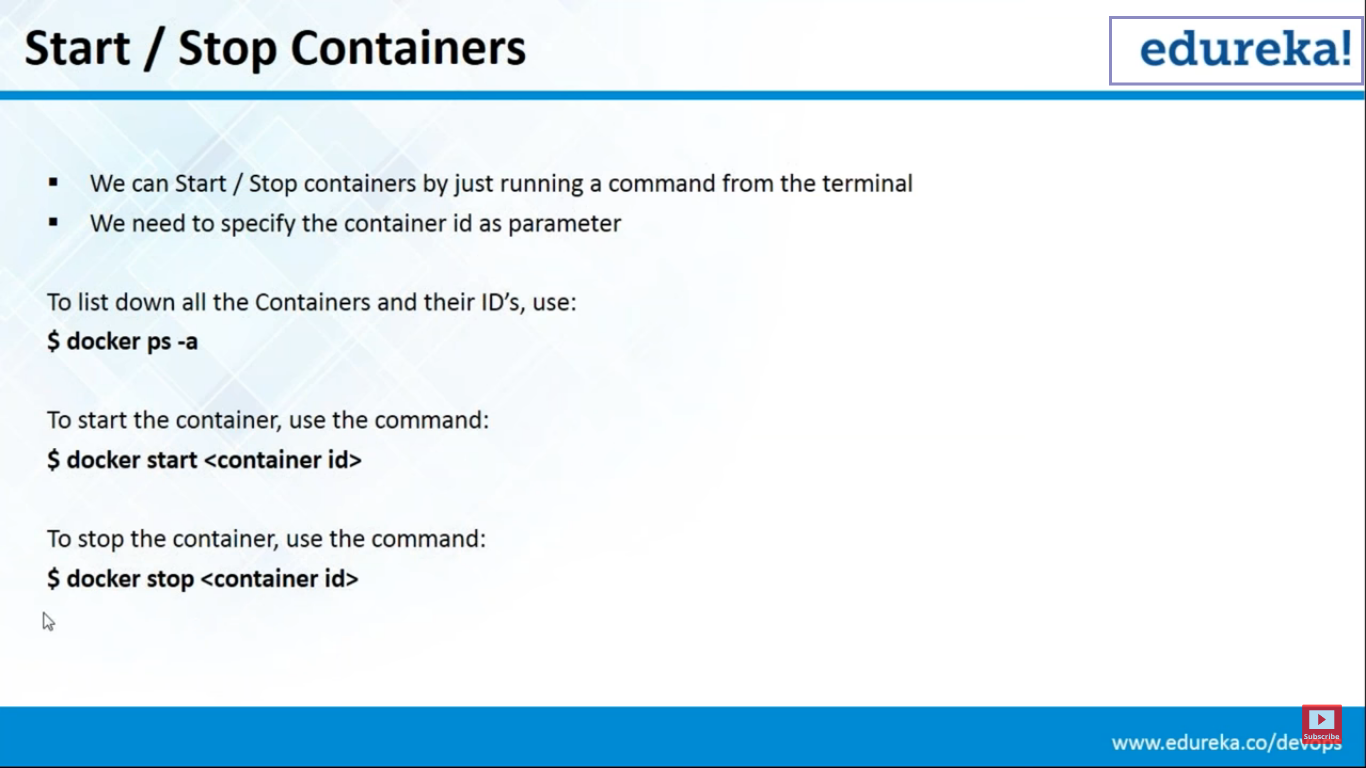 Start / Stop Containers
edureka!
▪ We can Start / Stop containers by just running a command from the terminal
▪ We need to specify the container id as parameter
To list down all the Containers and their ID’s, use:
$ docker ps -a
To start the container, use the command:
$ docker start <container id>
To stop the container, use the command:
$ docker stop <container id>
Subscribe
www.edureka.co/devops